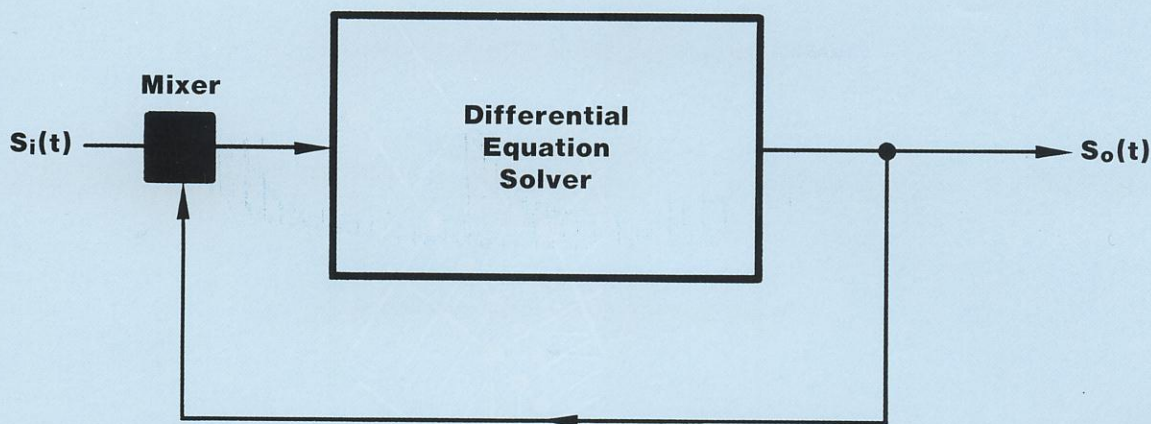 Mixer
Sᵢ(t)
Differential
Equation
Solver
Sₒ(t)